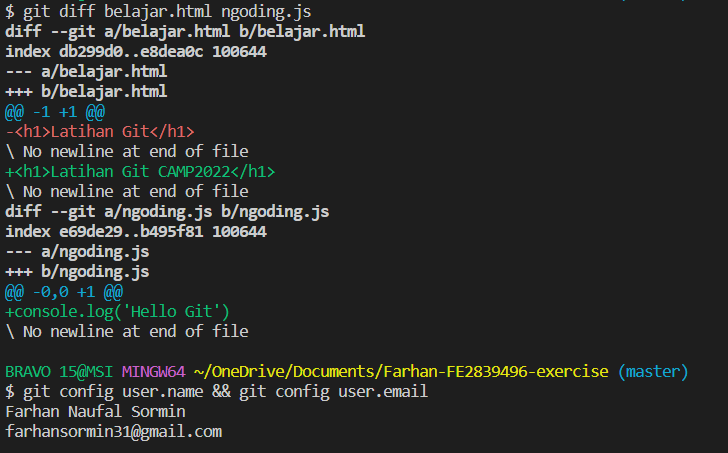 $ git diff belajar.html ngoding.js
diff --git a/belajar.html b/belajar.html
index db299d0..e8dea0c 100644
--- a/belajar.html
+++ b/belajar.html
@@ -1 +1 @@
-<h1>Latihan Git</h1>
\ No newline at end of file
+<h1>Latihan Git CAMP2022</h1>
\ No newline at end of file
diff --git a/ngoding.js b/ngoding.js
index e69de29..b495f81 100644
--- a/ngoding.js
+++ b/ngoding.js
@@ -0,0 +1 @@
+console.log('Hello Git')
\ No newline at end of file
BRAVO 15@MSI MINGW64 ~/OneDrive/Documents/Farhan-FE2839496-exercise (master)
$ git config user.name && git config user.email
Farhan Naufal Sormin
farhansormin31@gmail.com